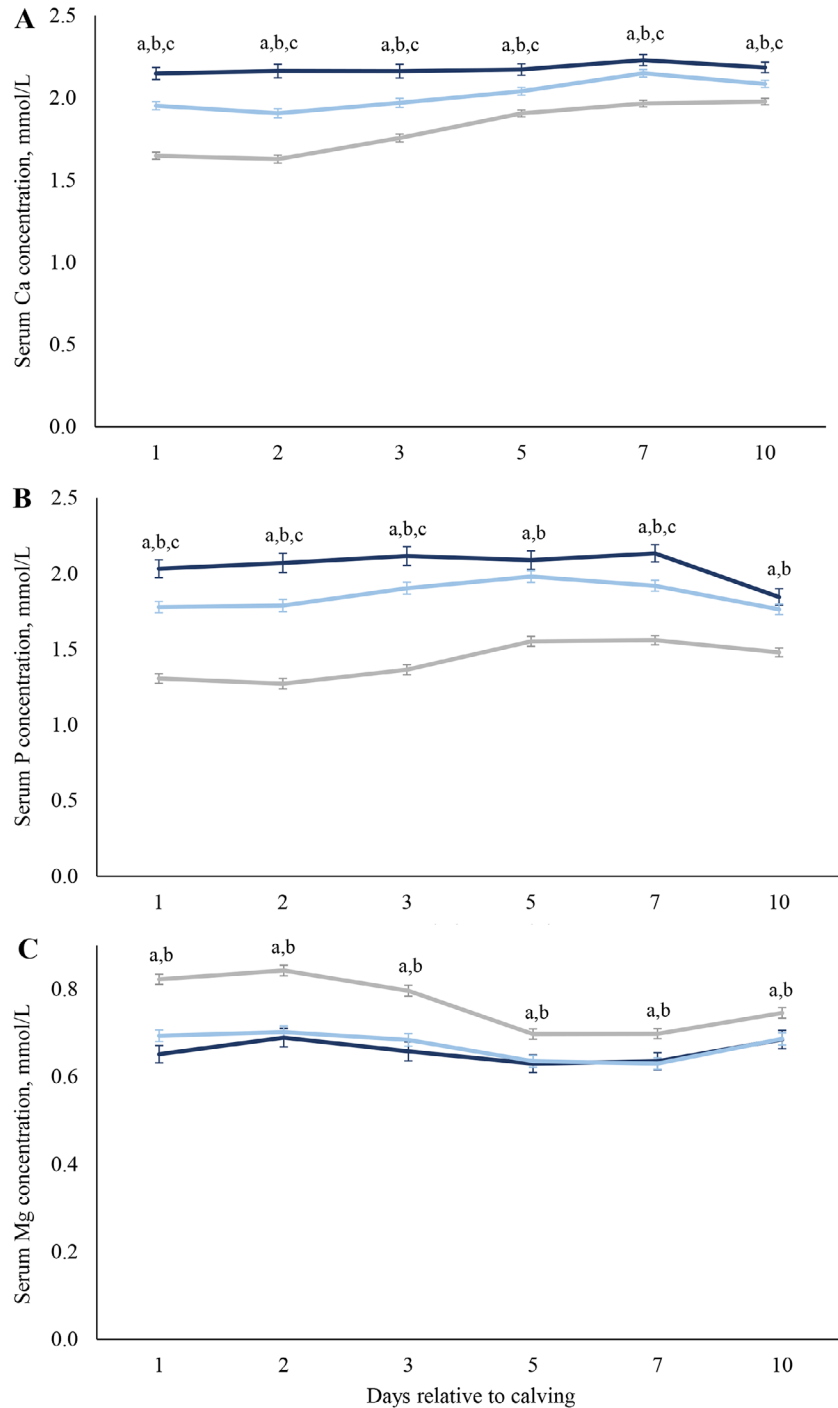 A
Serum Ca concentration, mmol/L
2.5
2.0
1.5
1.0
0.5
0.0
a,b,c a,b,c a,b,c a,b,c a,b,c a,b,c
1 2 3 5 7 10
B
Serum P concentration, mmol/L
2.5
2.0
1.5
1.0
0.5
0.0
a,b,c a,b,c a,b,c a,b a,b,c a,b
1 2 3 5 7 10
C
Serum Mg concentration, mmol/L
0.8
0.6
0.4
0.2
0.0
a,b a,b a,b a,b a,b a,b
1 2 3 5 7 10
Days relative to calving